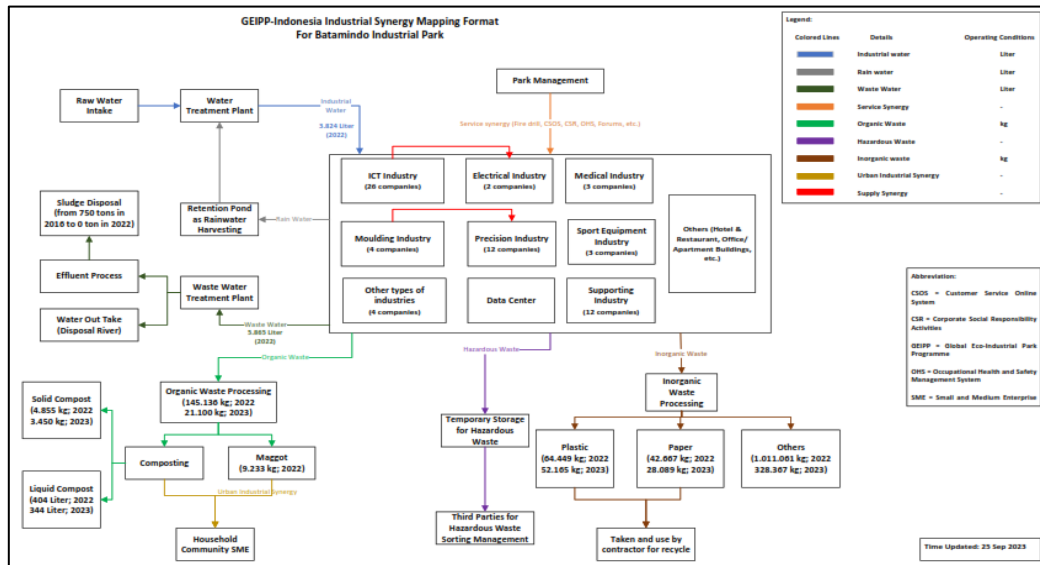 GEIPP-Indonesia Industrial Synergy Mapping Format
For Batamindo Industrial Park
Legend:
Colored Lines Details Operating Conditions
Industrial water Liter
Rain water Liter
Waste Water Liter
Service Synergy -
Organic Waste kg
Hazardous Waste -
Inorganic waste kg
Urban Industrial Synergy -
Supply Synergy -
Raw Water
Intake
Water
Treatment Plant
Industrial
Water
3.824 Liter
(2022)
Park Management
Service synergy (Fire drill, CSOS, CSR, OHS, Forums, etc.)
ICT Industry
(26 companies)
Electrical Industry
(2 companies)
Medical Industry
(3 companies)
Moulding Industry
(4 companies)
Precision Industry
(12 companies)
Sport Equipment
Industry
(3 companies)
Others (Hotel &
Restaurant, Office/
Apartment Buildings,
etc.)
Other types of
industries
(4 companies)
Data Center
Supporting
Industry
(12 companies)
Sludge Disposal
(from 750 tons in
2016 to 0 ton in 2022)
Retention Pond
as Rainwater
Harvesting
Rain Water
Effluent Process
Waste Water
Treatment Plant
Water Out Take
(Disposal River)
Waste Water
5.865 Liter
(2022)
Organic Waste
Hazardous Waste
Inorganic Waste
Abbreviation:
CSOS = Customer Service Online
System
CSR = Corporate Social Responsibility
Activities
GEIPP = Global Eco-Industrial Park
Programme
OHS = Occupational Health and Safety
Management System
SME = Small and Medium Enterprise
Organic Waste Processing
(145.136 kg; 2022
21.100 kg; 2023)
Solid Compost
(4.855 kg; 2022
3.450 kg; 2023)
Composting
Maggot
(9.233 kg; 2022)
Liquid Compost
(404 Liter; 2022
344 Liter; 2023)
Urban Industrial Synergy
Household
Community SME
Temporary Storage
for Hazardous
Waste
Third Parties for
Hazardous Waste
Sorting Management
Inorganic
Waste
Processing
Plastic
(64.449 kg; 2022
52.165 kg; 2023)
Paper
(42.667 kg; 2022
28.089 kg; 2023)
Others
(1.011.061 kg; 2022
328.367 kg; 2023)
Taken and use by
contractor for recycle
Time Updated: 25 Sep 2023